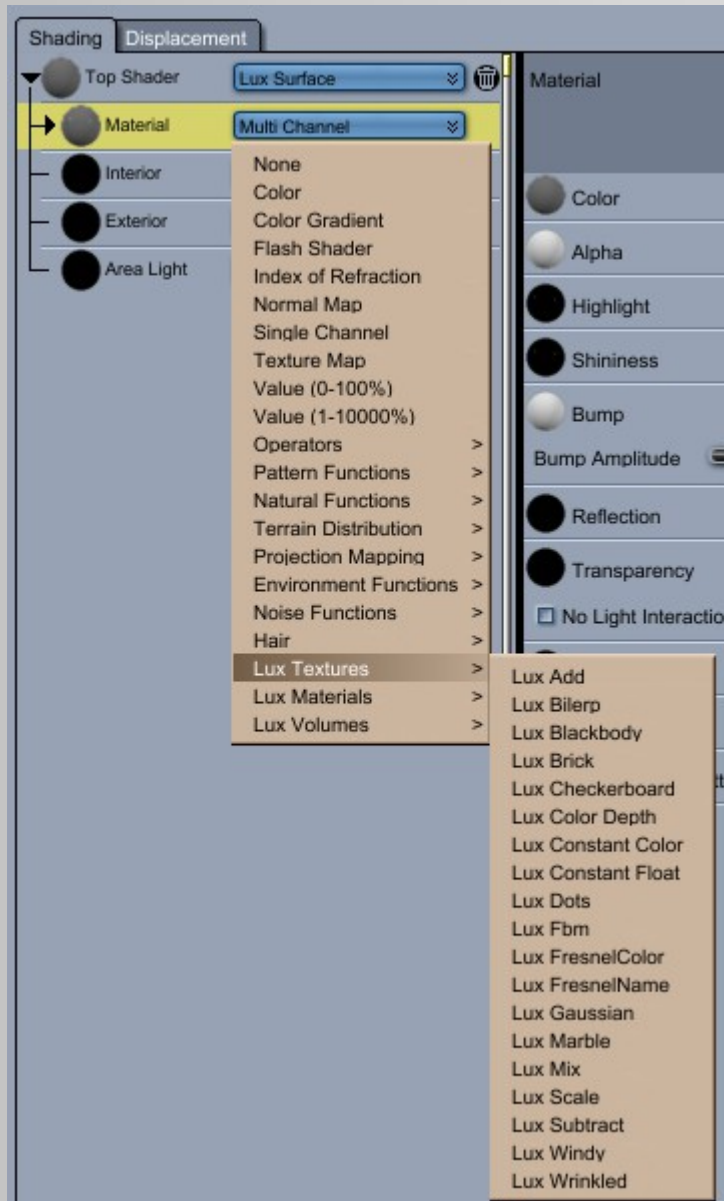 Shading
Displacement
Top Shader
Lux Surface
Material
Multi Channel
Interior
Exterior
Area Light
None
Color
Color Gradient
Flash Shader
Index of Refraction
Normal Map
Single Channel
Texture Map
Value (0-100%)
Value (1-10000%)
Operators >
Pattern Functions >
Natural Functions >
Terrain Distribution >
Projection Mapping >
Environment Functions >
Noise Functions >
Hair >
Lux Textures >
Lux Materials >
Lux Volumes >
Lux Add
Lux Bilerp
Lux Blackbody
Lux Brick
Lux Checkerboard
Lux Color Depth
Lux Constant Color
Lux Constant Float
Lux Dots
Lux Fbm
Lux FresnelColor
Lux FresnelName
Lux Gaussian
Lux Marble
Lux Mix
Lux Scale
Lux Subtract
Lux Windy
Lux Wrinkled
Material
Color
Alpha
Highlight
Shininess
Bump
Bump Amplitude
Reflection
Transparency
No Light Interactio